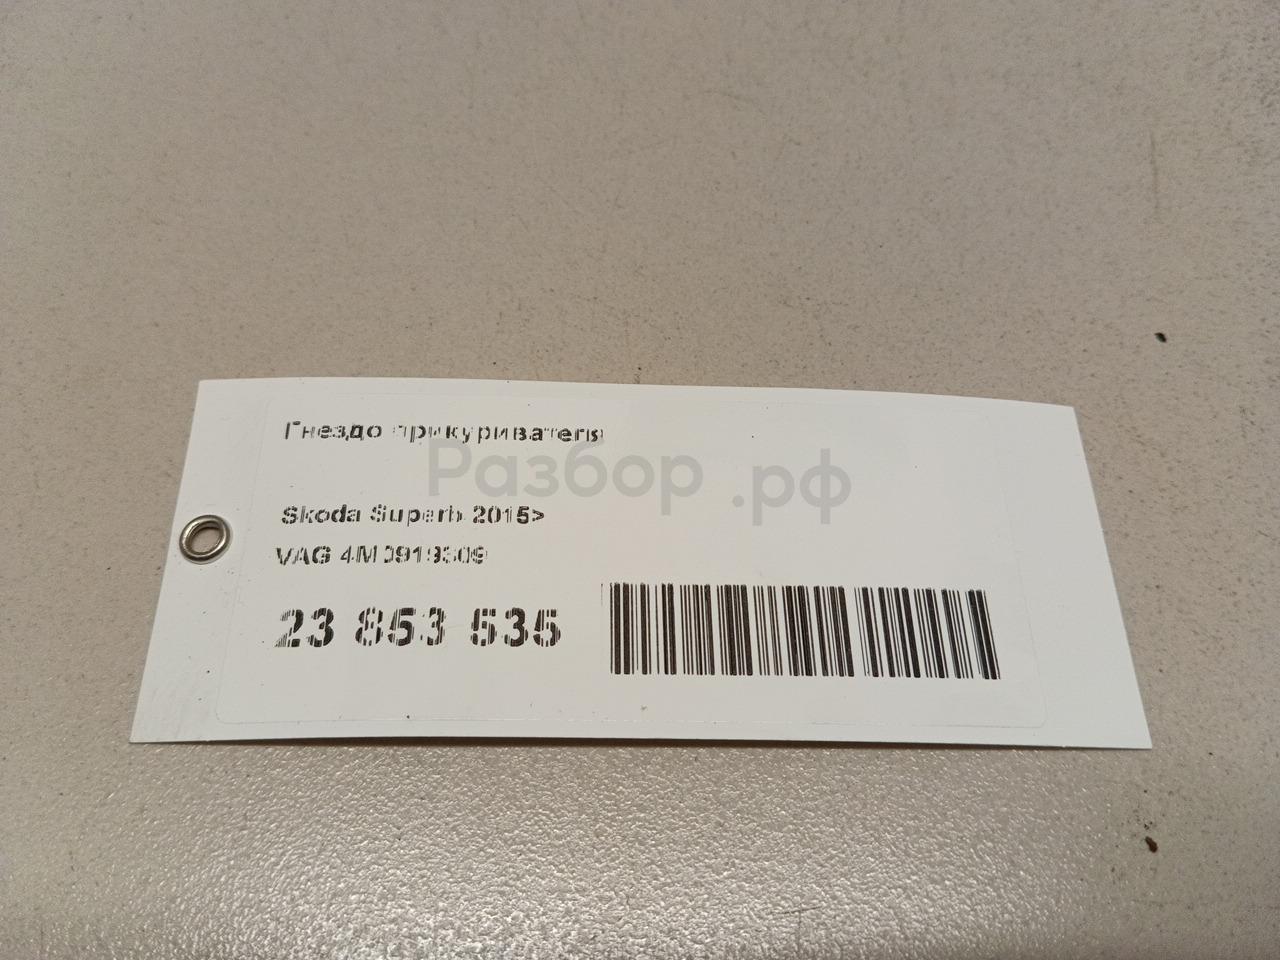 Гнездо прикуривателя
Разбор.рф
Skoda Superb 2015>
VAG 4M0919309
23 853 535